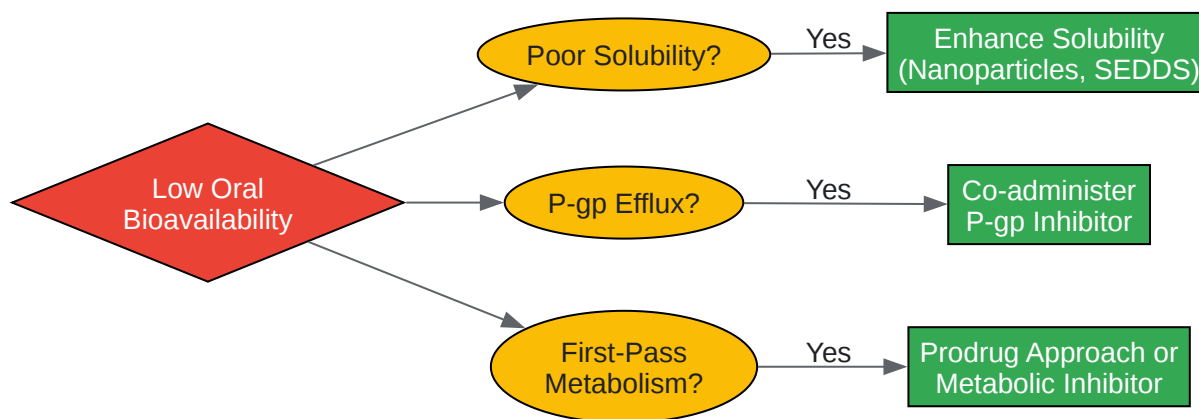 Low Oral
Bioavailability
Poor Solubility?
Yes
Enhance Solubility
(Nanoparticles, SEDDS)
P-gp Efflux?
Yes
Co-administer
P-gp Inhibitor
First-Pass
Metabolism?
Yes
Prodrug Approach or
Metabolic Inhibitor